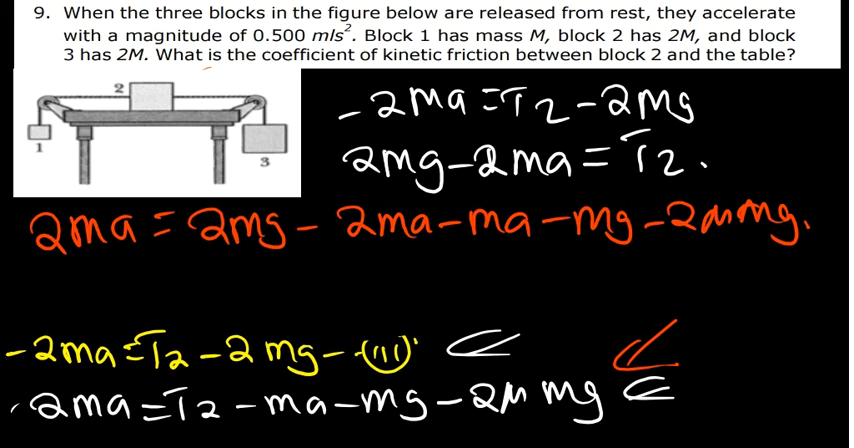 9. When the three blocks in the figure below are released from rest, they accelerate
with a magnitude of 0.500 m/s². Block 1 has mass M, block 2 has 2M, and block
3 has 2M. What is the coefficient of kinetic friction between block 2 and the table?
2
1
3
-2ma = T2 - 2mg
2mg - 2ma = T2 .
2ma = 2mg - 2ma - ma - mg - 2μmg.
-2ma = T2 - 2mg - (III)
2ma = T2 - ma - mg - 2μmg